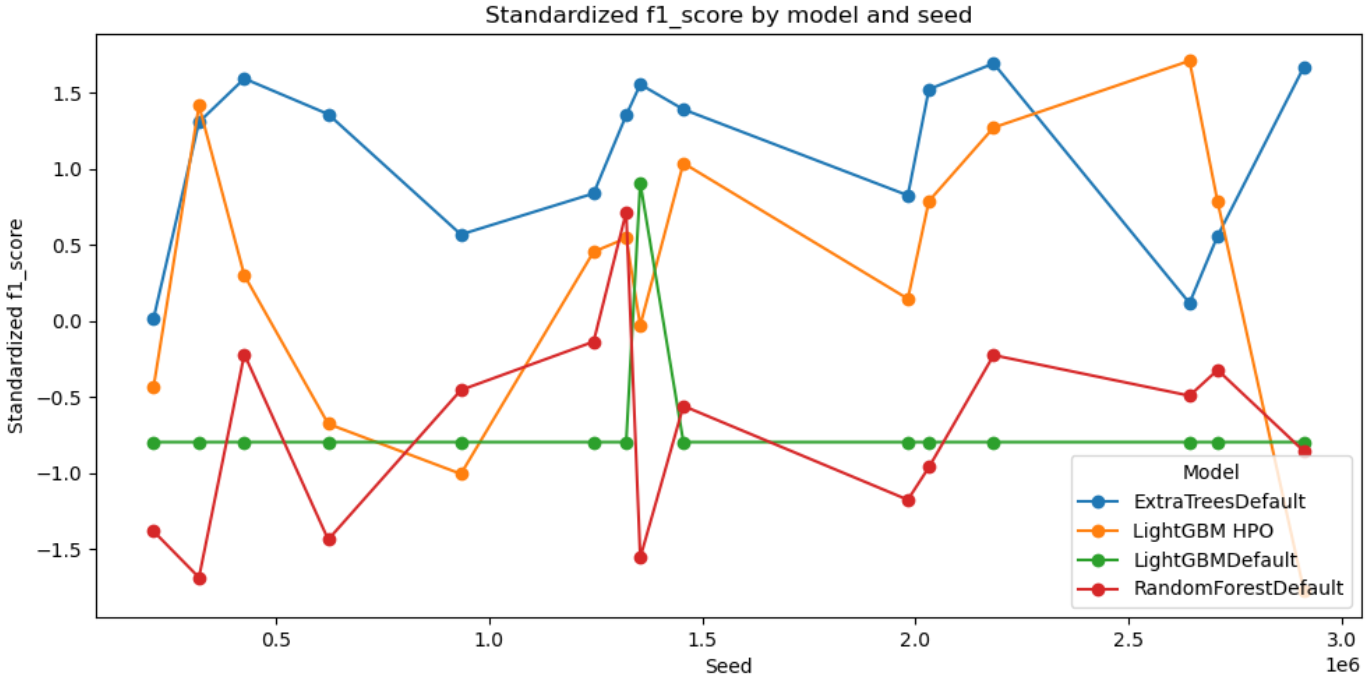 Standardized f1_score by model and seed
Standardized f1_score
1.5
1.0
0.5
0.0
−0.5
−1.0
−1.5
Model
ExtraTreesDefault
LightGBM HPO
LightGBMDefault
RandomForestDefault
0.5
1.0
1.5
2.0
2.5
3.0
1e6
Seed